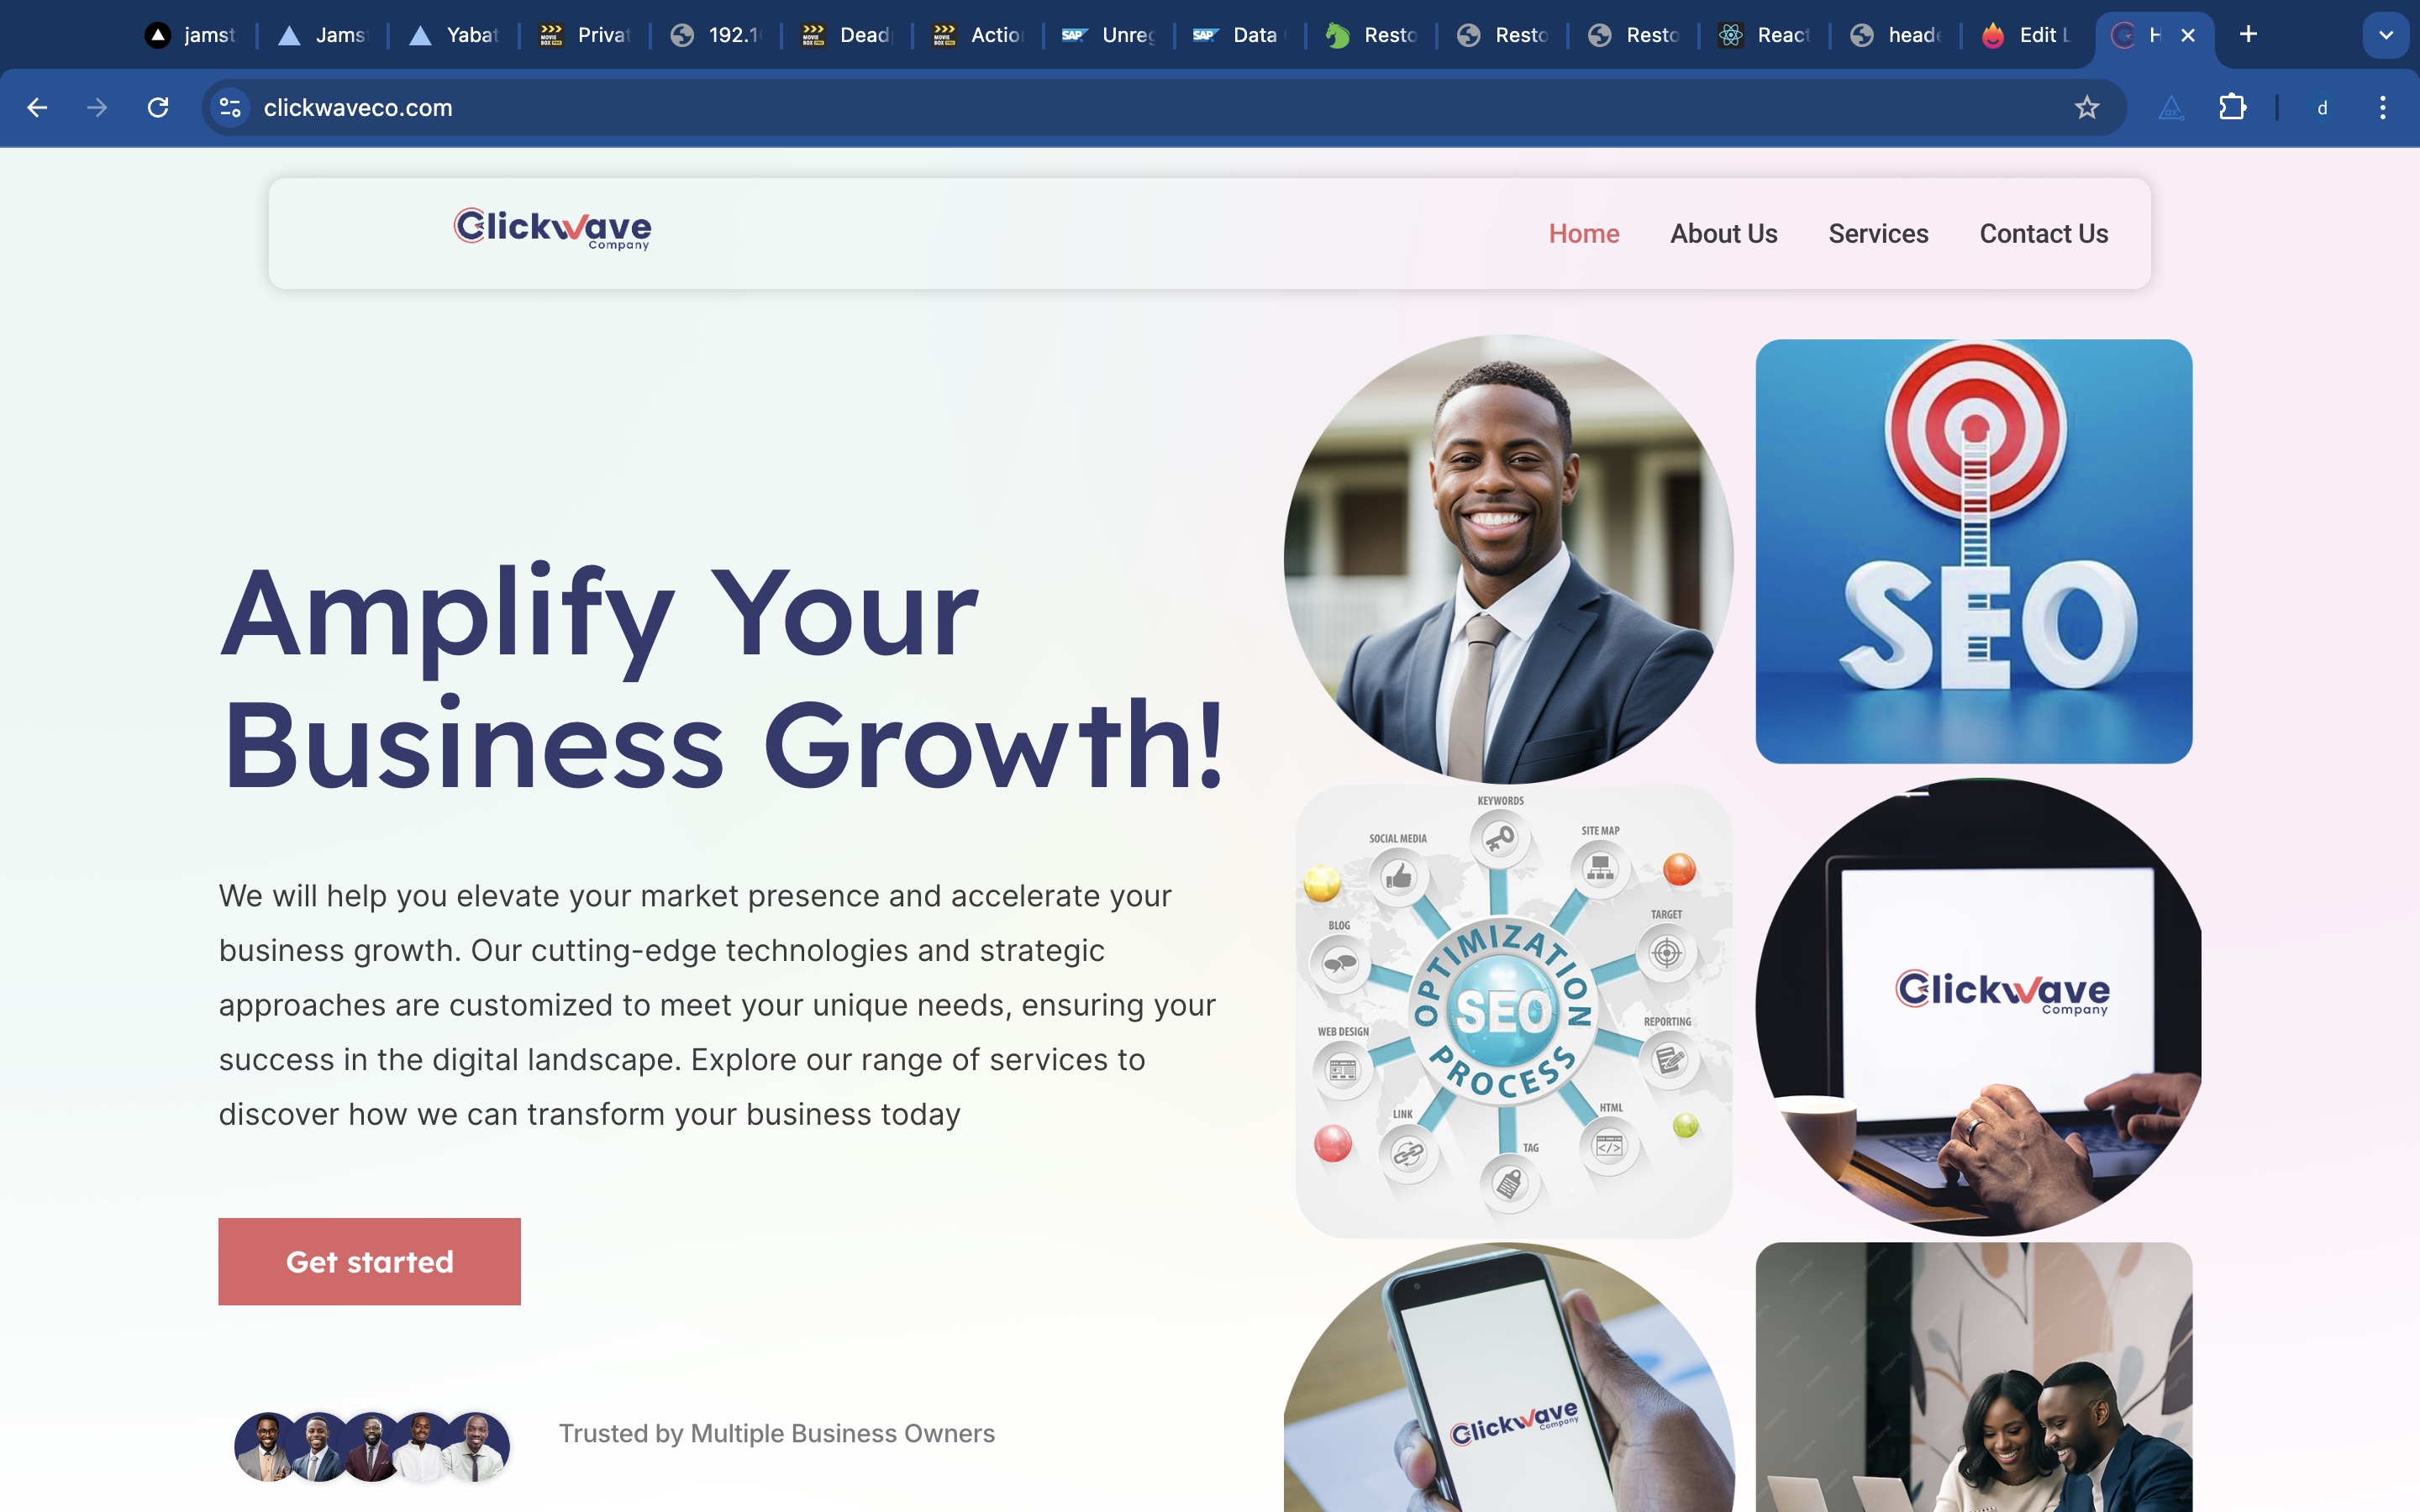 jamst
Jams
Yabat
Privat
192.1
Dead
Action
Unreg
Data
Resto
Resto
Resto
React
heade
Edit L
H
clickwaveco.com
d
Clickwave
Company
Home
About Us
Services
Contact Us
SEO
Amplify Your
Business Growth!
We will help you elevate your market presence and accelerate your
business growth. Our cutting-edge technologies and strategic
approaches are customized to meet your unique needs, ensuring your
success in the digital landscape. Explore our range of services to
discover how we can transform your business today
Get started
Trusted by Multiple Business Owners
KEYWORDS
SOCIAL MEDIA
SITE MAP
BLOG
TARGET
OPTIMIZATION
SEO
PROCESS
WEB DESIGN
REPORTING
LINK
HTML
TAG
Clickwave
Company
Clickwave
Company